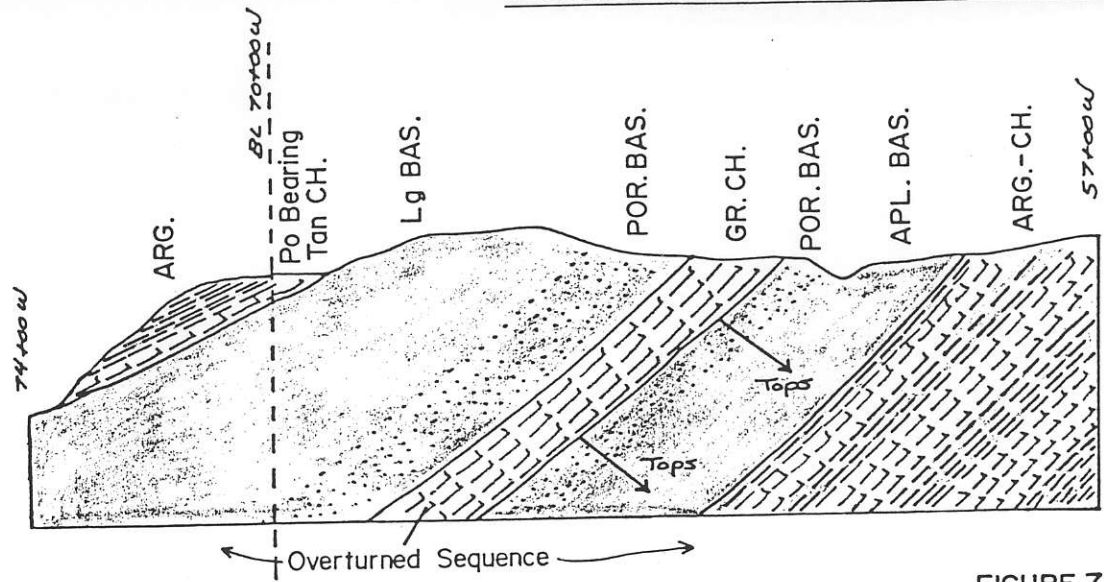 74+00W
ARG.
BL 70+00W
Po Bearing
Tan CH.
Lg BAS.
POR. BAS.
GR. CH.
POR. BAS.
APL. BAS.
ARG.-CH.
57+00W
Tops
Tops
Overturned Sequence
FIGURE 7